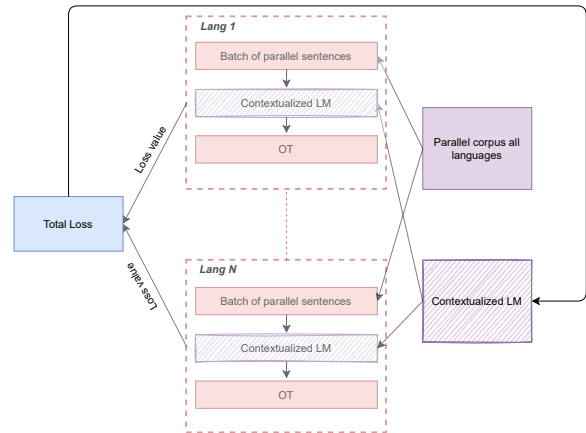 Lang 1
Batch of parallel sentences
Contextualized LM
OT
Loss value
Parallel corpus all
languages
Total Loss
Loss value
Lang N
Batch of parallel sentences
Contextualized LM
Contextualized LM
OT